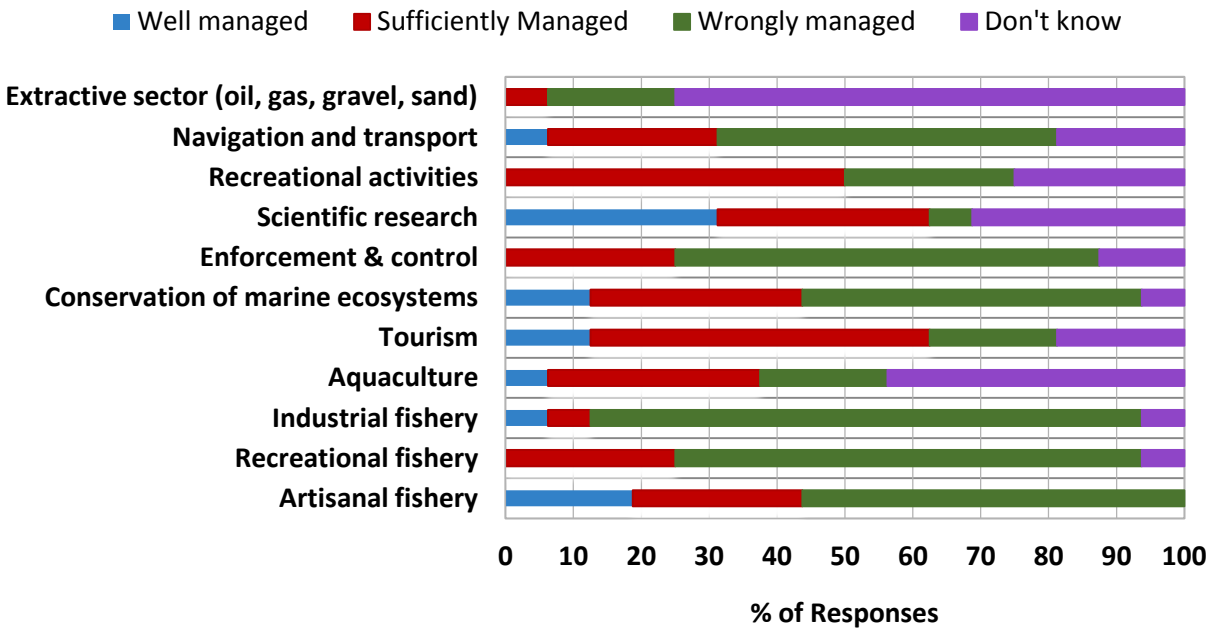 Well managed Sufficiently Managed Wrongly managed Don't know
Extractive sector (oil, gas, gravel, sand)
Navigation and transport
Recreational activities
Scientific research
Enforcement & control
Conservation of marine ecosystems
Tourism
Aquaculture
Industrial fishery
Recreational fishery
Artisanal fishery
0 10 20 30 40 50 60 70 80 90 100
% of Responses